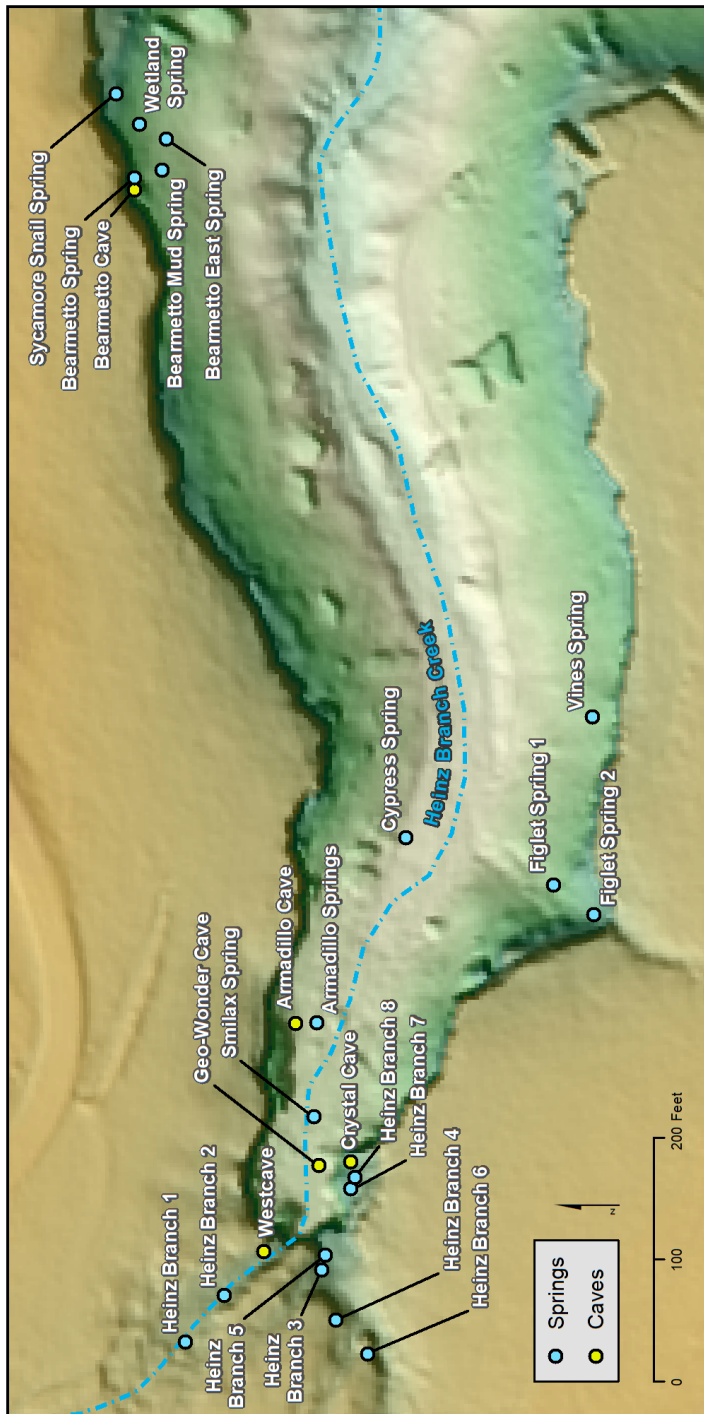 Sycamore Snail Spring
Bearmetto Spring
Bearmetto Cave
Wetland
Spring
Bearmetto Mud Spring
Bearmetto East Spring
Heinz Branch 1
Heinz Branch 2
Westcave
Heinz
Branch 5
Heinz
Branch 3
Heinz Branch 4
Heinz Branch 6
Geo-Wonder Cave
Smilax Spring
Armadillo Cave
Armadillo Springs
Crystal Cave
Heinz Branch 8
Heinz Branch 7
Cypress Spring
Heinz Branch Creek
Figlet Spring 1
Figlet Spring 2
Vines Spring
Springs
Caves
N
0
100
200 Feet